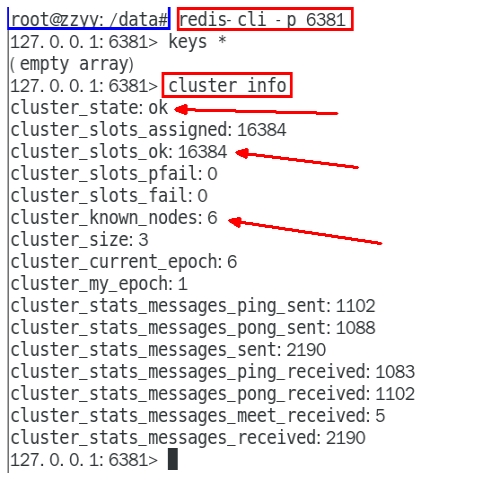 root@zzyy:/data# redis-cli -p 6381
127.0.0.1:6381> keys *
(empty array)
127.0.0.1:6381> cluster info
cluster_state:ok
cluster_slots_assigned:16384
cluster_slots_ok:16384
cluster_slots_pfail:0
cluster_slots_fail:0
cluster_known_nodes:6
cluster_size:3
cluster_current_epoch:6
cluster_my_epoch:1
cluster_stats_messages_ping_sent:1102
cluster_stats_messages_pong_sent:1088
cluster_stats_messages_sent:2190
cluster_stats_messages_ping_received:1083
cluster_stats_messages_pong_received:1102
cluster_stats_messages_meet_received:5
cluster_stats_messages_received:2190
127.0.0.1:6381>